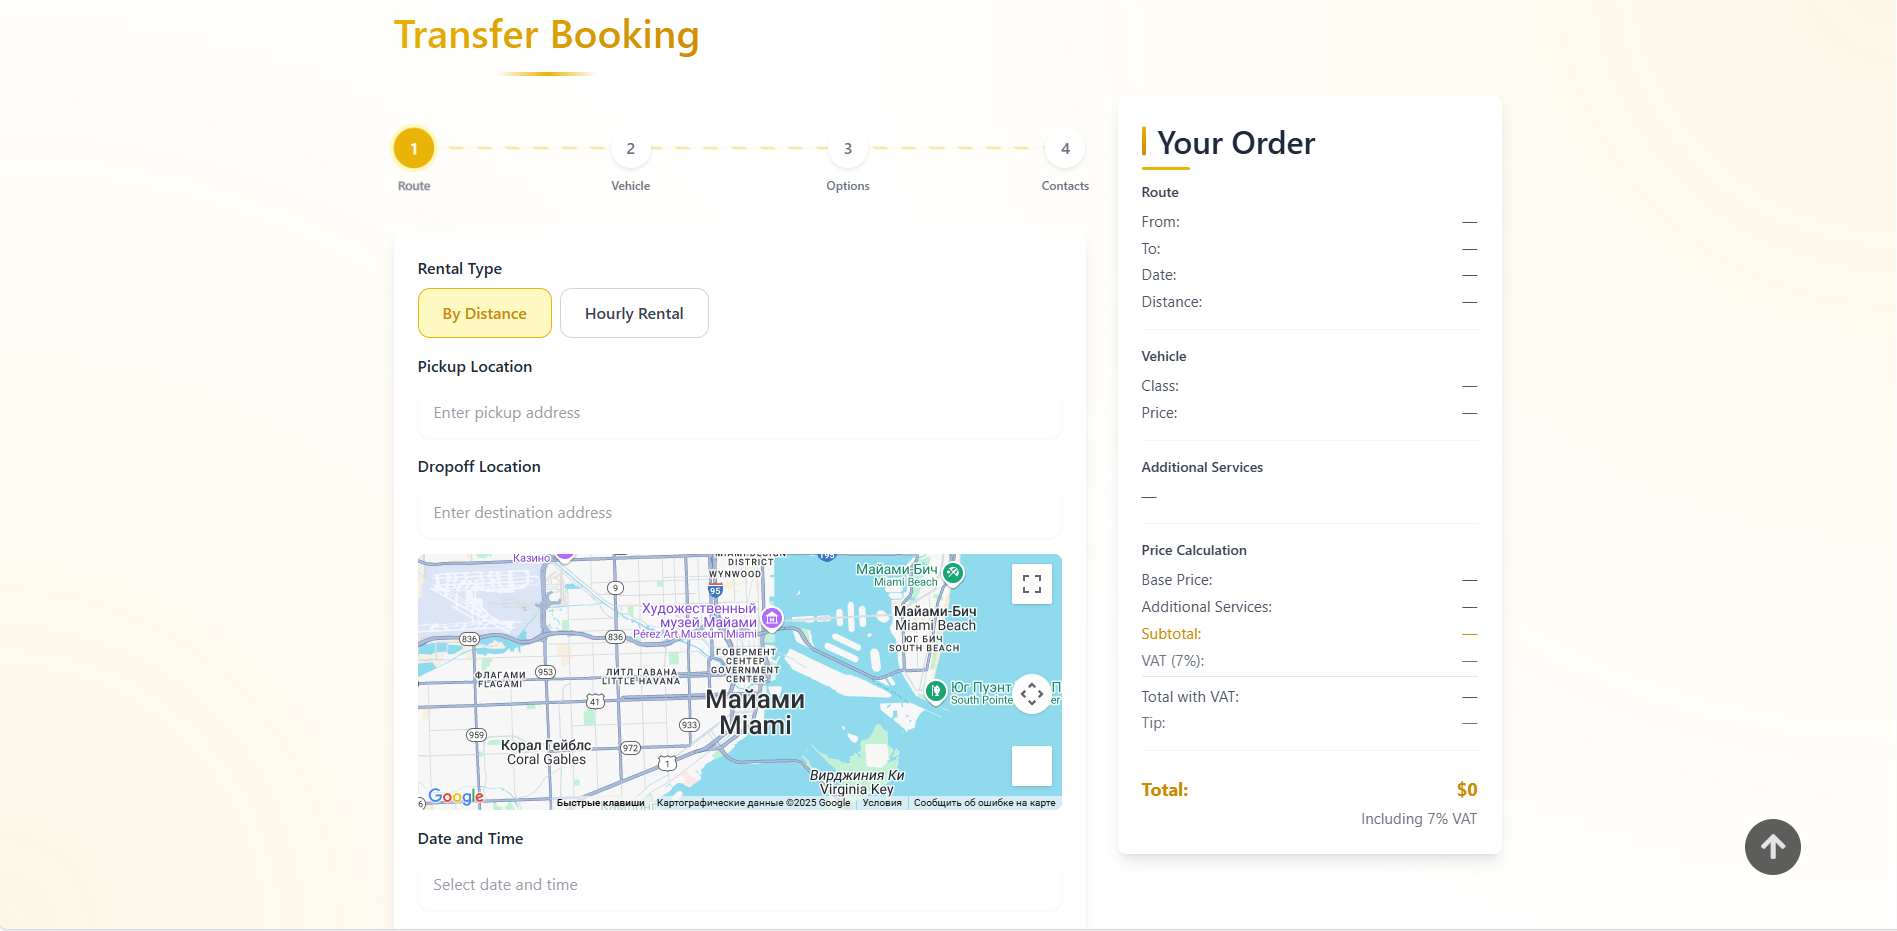 Transfer Booking
1
2
3
4
Route
Vehicle
Options
Contacts
Rental Type
By Distance
Hourly Rental
Pickup Location
Enter pickup address
Dropoff Location
Enter destination address
Казино
DISTRICT
WYNWOOD
195
9
95
Майами-Бич
Miami Beach
Художественный
музей Майами
Pérez Art Museum Miami
Майами-Бич
Miami Beach
ЮГ БИЧ
SOUTH BEACH
836
836
ГОВЕРМЕНТ
СЕНТЕР
GOVERNMENT
CENTER
953
ФЛАГАМИ
FLAGAMI
ЛИТЛ ГАВАНА
LITTLE HAVANA
41
Юг Пуэнт
South Pointe
Майами
Miami
933
959
972
Корал Гейблс
Coral Gables
1
Вирджиния Ки
Virginia Key
Google
Быстрые клавиши
Картографические данные ©2025 Google
Условия
Сообщить об ошибке на карте
Date and Time
Select date and time
Your Order
Route
From: —
To: —
Date: —
Distance: —
Vehicle
Class: —
Price: —
Additional Services
—
Price Calculation
Base Price: —
Additional Services: —
Subtotal: —
VAT (7%): —
Total with VAT: —
Tip: —
Total: $0
Including 7% VAT